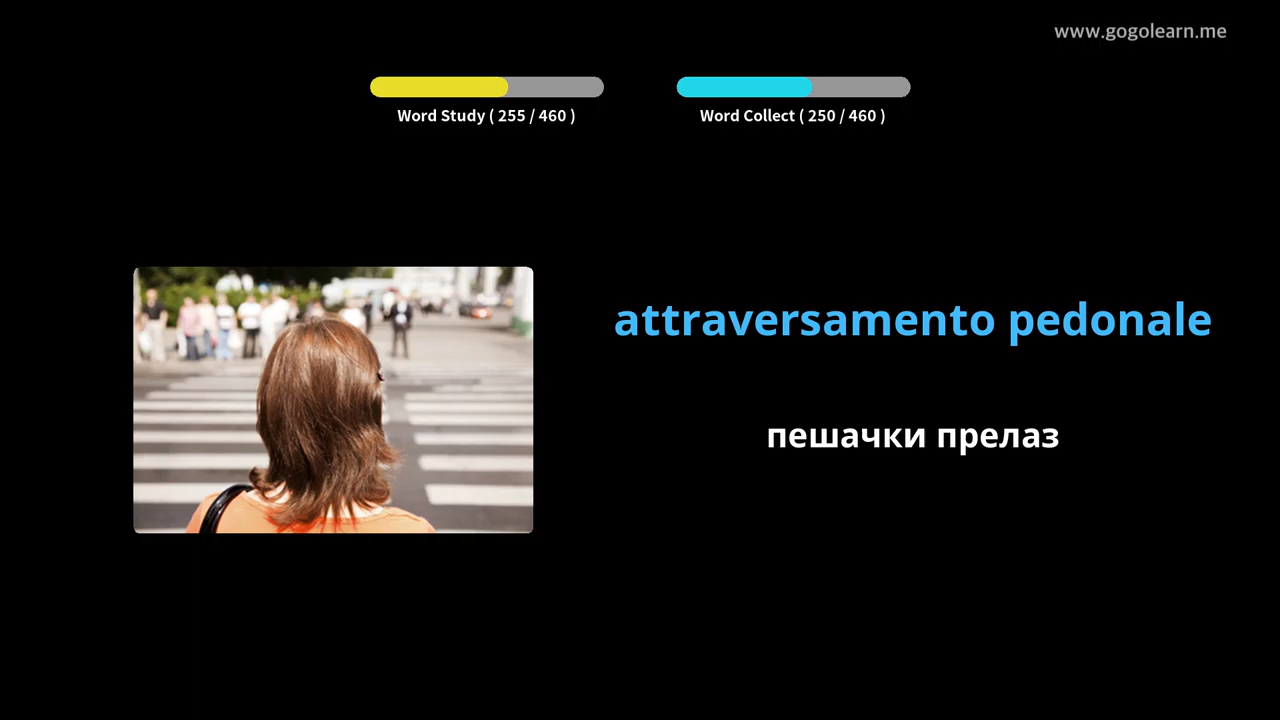 www.gogolearn.me
Word Study ( 255 / 460 )
Word Collect ( 250 / 460 )
attraversamento pedonale
пешачки прелаз